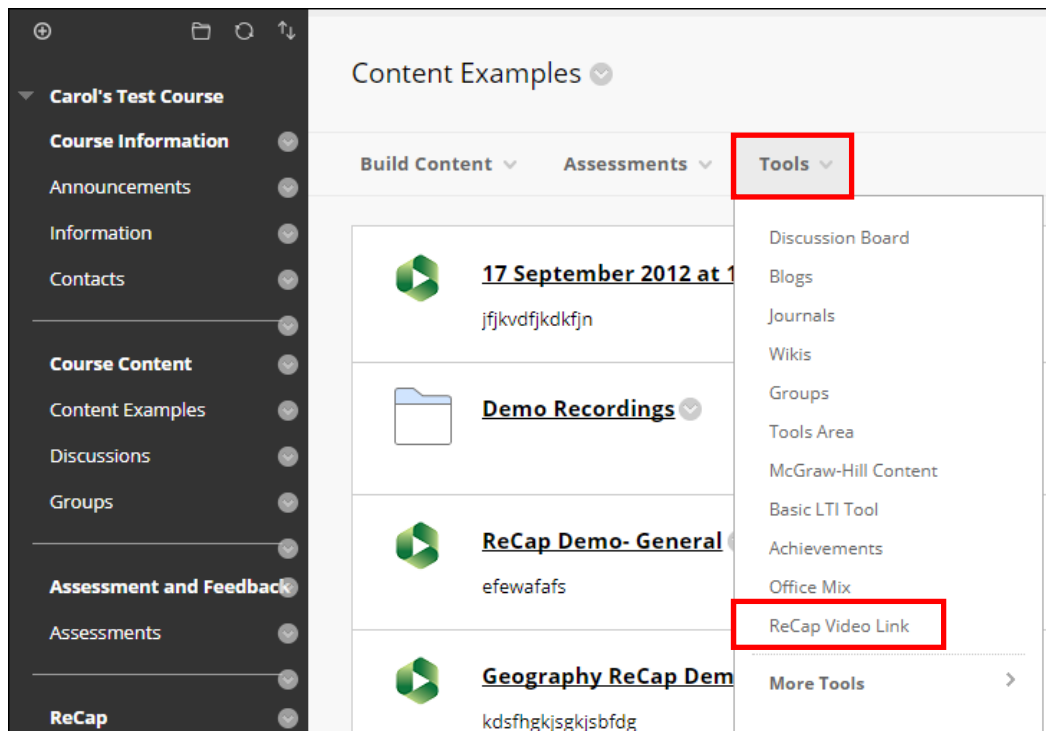 Carol's Test Course
Course Information
Announcements
Information
Contacts
Course Content
Content Examples
Discussions
Groups
Assessment and Feedback
Assessments
ReCap
Content Examples
Build Content
Assessments
Tools
17 September 2012 at 1
jfjkvdfjkdkfjn
Demo Recordings
ReCap Demo- General
efewafafs
Geography ReCap Dem
kdsfhgkjsgkjsbfdg
Discussion Board
Blogs
Journals
Wikis
Groups
Tools Area
McGraw-Hill Content
Basic LTI Tool
Achievements
Office Mix
ReCap Video Link
More Tools